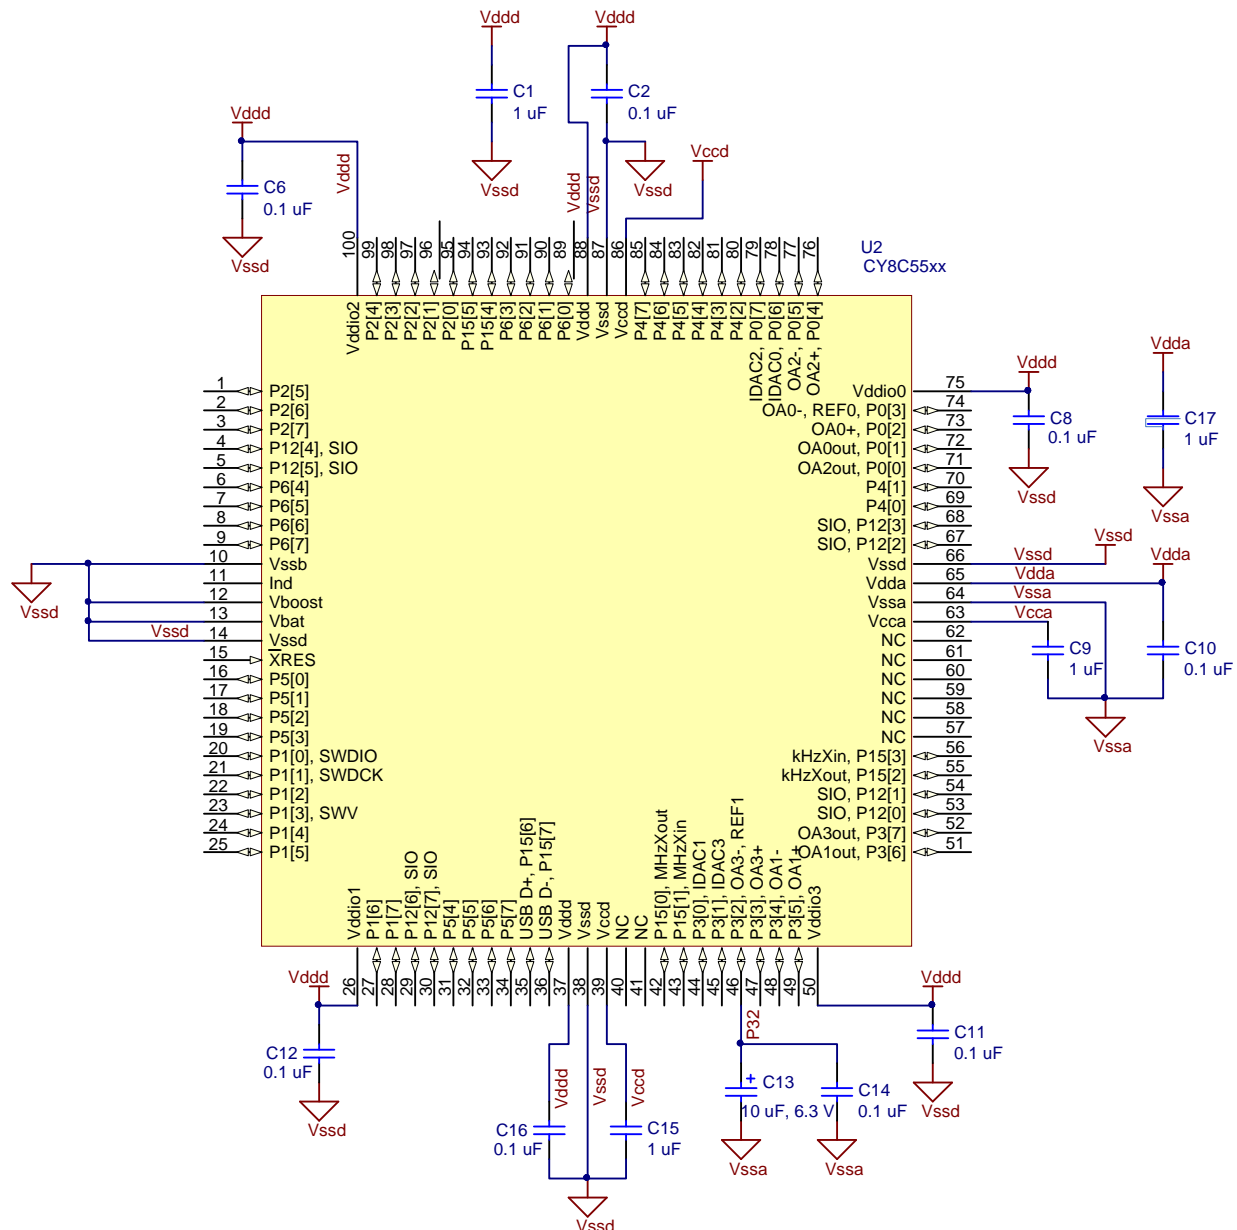 Vddd
Vddd
C1
1 uF
C2
0.1 uF
Vssd
Vssd
Vddd
C6
0.1 uF
Vssd
Vddd
Vddd
Vssd
Vccd
U2
CY8C55xx
100
99
98
97
96
95
94
93
92
91
90
89
88
87
86
85
84
83
82
81
80
79
78
77
76
Vddio2
P2[4]
P2[3]
P2[2]
P2[1]
P2[0]
P15[5]
P15[4]
P6[3]
P6[2]
P6[1]
P6[0]
Vddd
Vssd
Vccd
P4[7]
P4[6]
P4[5]
P4[4]
P4[3]
P4[2]
IDAC2, P0[7]
IDAC0, P0[6]
OA2-, P0[5]
OA2+, P0[4]
1 P2[5]
2 P2[6]
3 P2[7]
4 P12[4], SIO
5 P12[5], SIO
6 P6[4]
7 P6[5]
8 P6[6]
9 P6[7]
10 Vssb
11 Ind
12 Vboost
13 Vbat
Vssd 14 Vssd
15 XRES
16 P5[0]
17 P5[1]
18 P5[2]
19 P5[3]
20 P1[0], SWDIO
21 P1[1], SWDCK
22 P1[2]
23 P1[3], SWV
24 P1[4]
25 P1[5]
Vssd
Vddio0 75
OA0-, REF0, P0[3] 74
OA0+, P0[2] 73
OA0out, P0[1] 72
OA2out, P0[0] 71
P4[1] 70
P4[0] 69
SIO, P12[3] 68
SIO, P12[2] 67
Vssd 66 Vssd
Vdda 65 Vdda
Vssa 64 Vssa
Vcca 63 Vcca
NC 62
NC 61
NC 60
NC 59
NC 58
NC 57
kHzXin, P15[3] 56
kHzXout, P15[2] 55
SIO, P12[1] 54
SIO, P12[0] 53
OA3out, P3[7] 52
OA1out, P3[6] 51
Vddd
C8
0.1 uF
Vssd
Vdda
C17
1 uF
Vssa
Vssd
Vdda
C9
1 uF
C10
0.1 uF
Vssa
Vddio1
P1[6]
P1[7]
P12[6], SIO
P12[7], SIO
P5[4]
P5[5]
P5[6]
P5[7]
USB D+, P15[6]
USB D-, P15[7]
Vddd
Vssd
Vccd
NC
NC
P15[0], MHzXout
P15[1], MHzXin
P3[0], IDAC1
P3[1], IDAC3
P3[2], OA3-, REF1
P3[3], OA3+
P3[4], OA1-
P3[5], OA1+
Vddio3
26
27
28
29
30
31
32
33
34
35
36
37
38
39
40
41
42
43
44
45
46
47
48
49
50
Vddd
C12
0.1 uF
Vssd
Vddd
Vssd
Vccd
C16
0.1 uF
C15
1 uF
Vssd
P32
+
C13
10 uF, 6.3 V
Vssa
C14
0.1 uF
Vssa
Vddd
C11
0.1 uF
Vssd